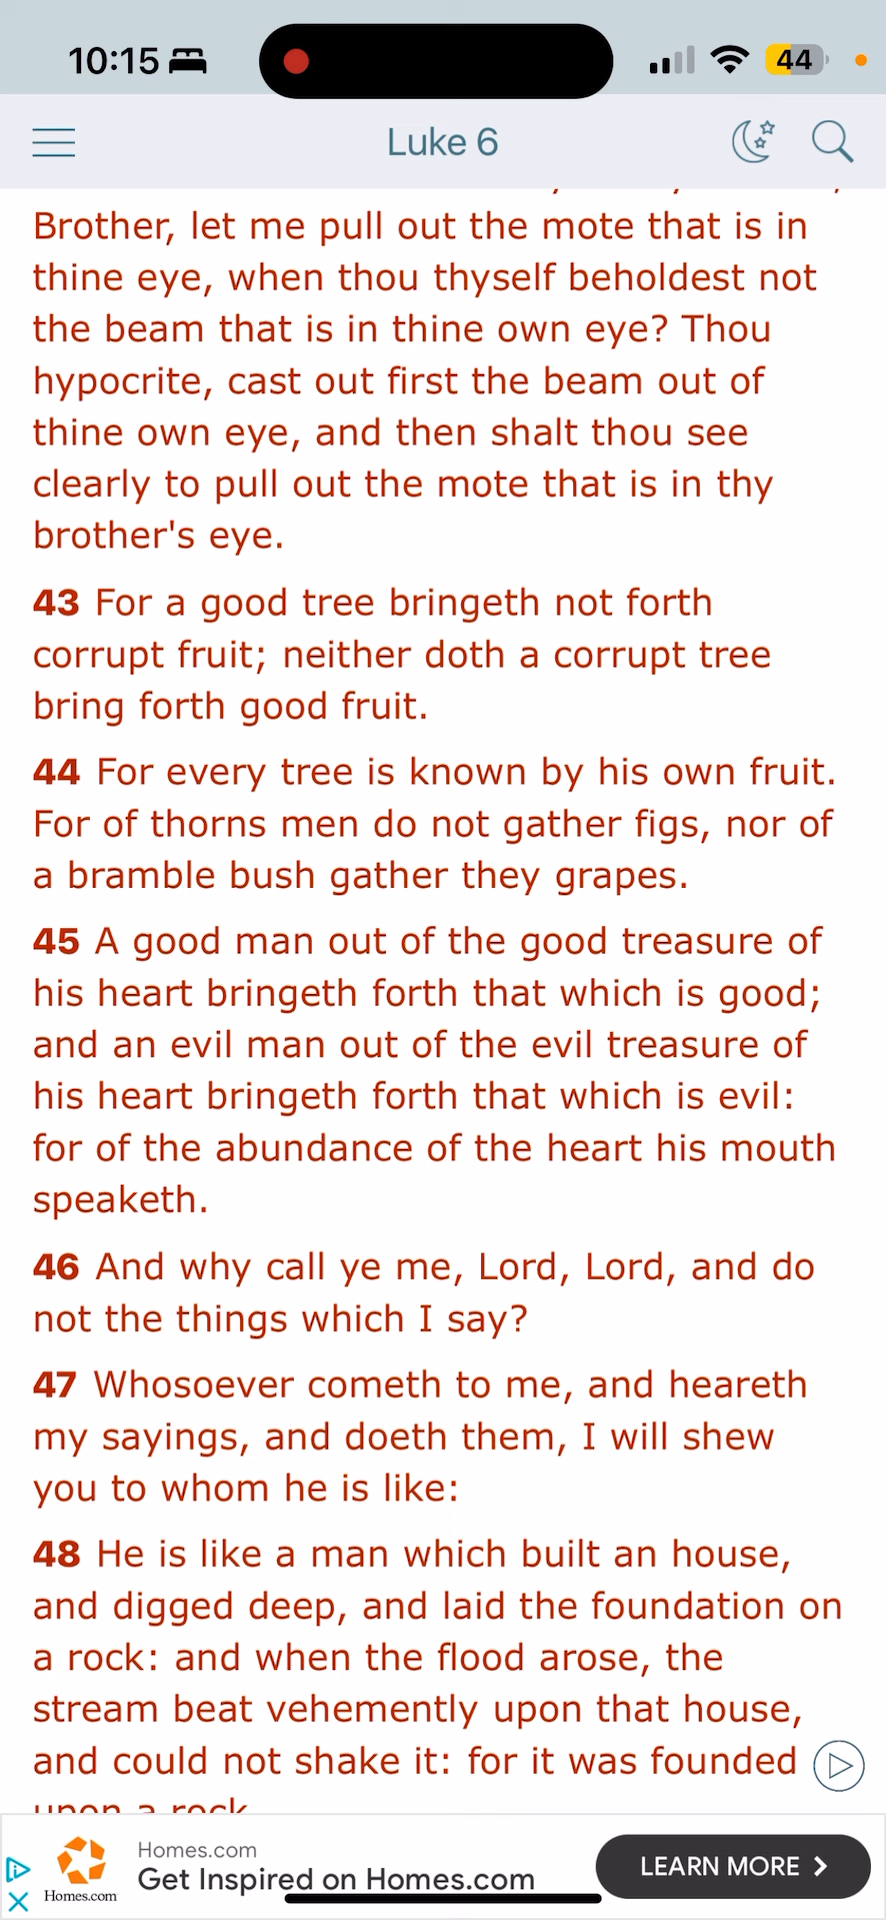 10:15
44
Luke 6
Brother, let me pull out the mote that is in
thine eye, when thou thyself beholdest not
the beam that is in thine own eye? Thou
hypocrite, cast out first the beam out of
thine own eye, and then shalt thou see
clearly to pull out the mote that is in thy
brother's eye.
43 For a good tree bringeth not forth
corrupt fruit; neither doth a corrupt tree
bring forth good fruit.
44 For every tree is known by his own fruit.
For of thorns men do not gather figs, nor of
a bramble bush gather they grapes.
45 A good man out of the good treasure of
his heart bringeth forth that which is good;
and an evil man out of the evil treasure of
his heart bringeth forth that which is evil:
for of the abundance of the heart his mouth
speaketh.
46 And why call ye me, Lord, Lord, and do
not the things which I say?
47 Whosoever cometh to me, and heareth
my sayings, and doeth them, I will shew
you to whom he is like:
48 He is like a man which built an house,
and digged deep, and laid the foundation on
a rock: and when the flood arose, the
stream beat vehemently upon that house,
and could not shake it: for it was founded
upon a rock
Homes.com
Get Inspired on Homes.com
LEARN MORE
Homes.com